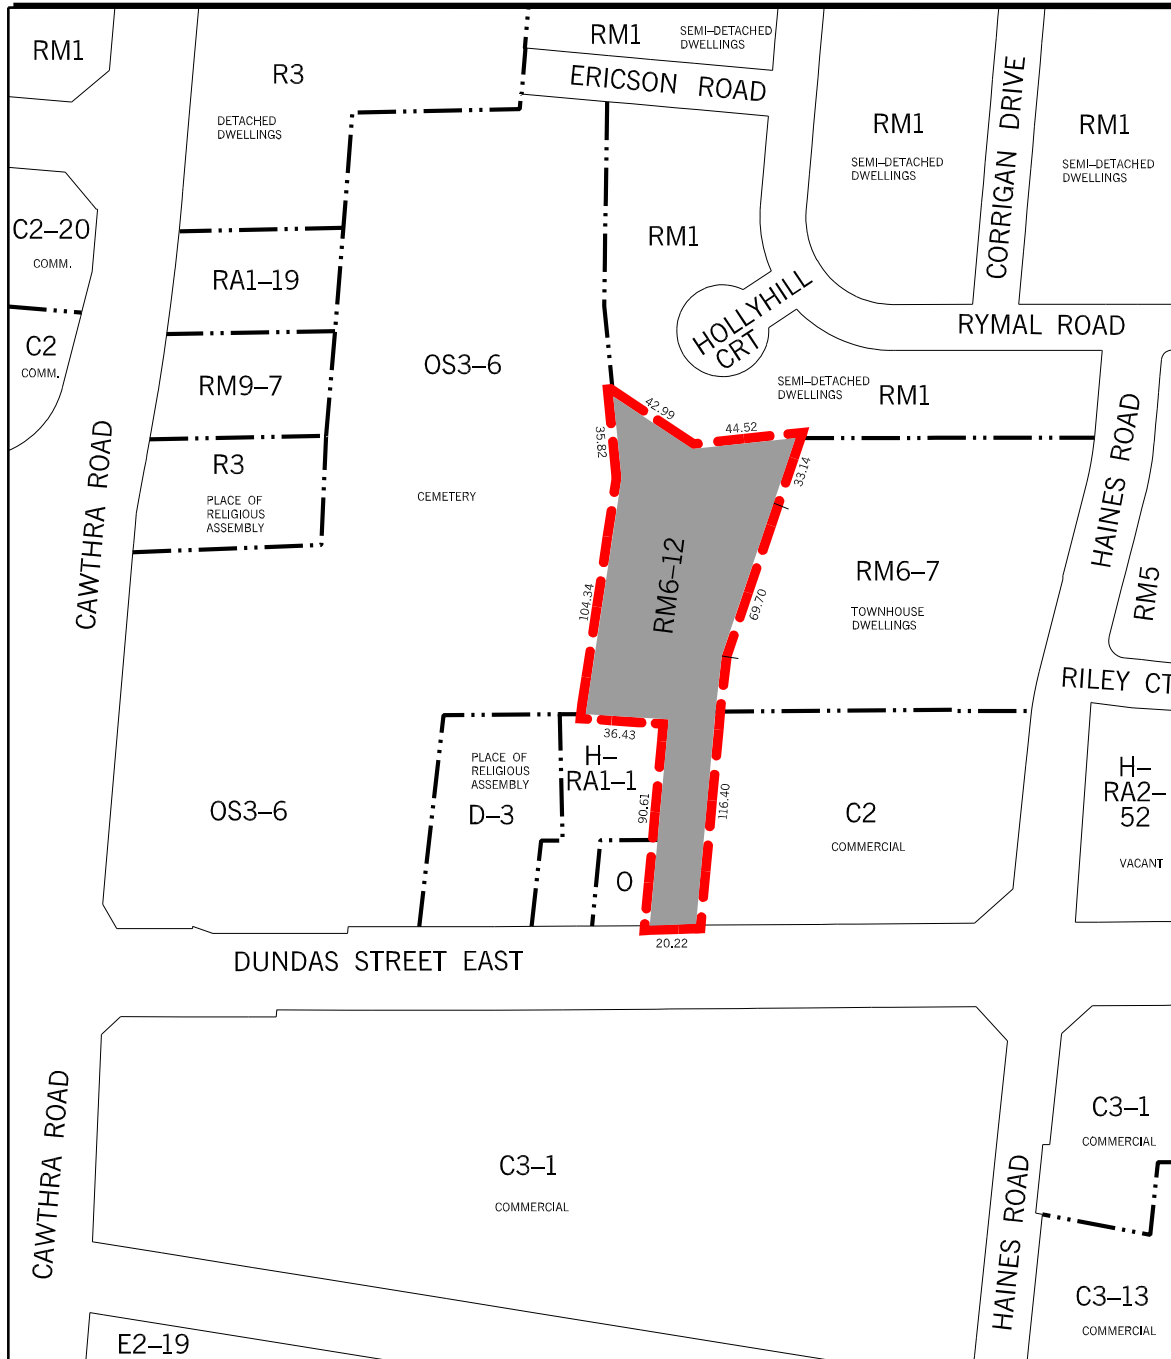 RM1
R3
DETACHED
DWELLINGS
RM1
SEMI–DETACHED
DWELLINGS
ERICSON ROAD
CORRIGAN DRIVE
RM1
SEMI–DETACHED
DWELLINGS
RM1
SEMI–DETACHED
DWELLINGS
C2–20
COMM.
RA1–19
RM1
HOLLYHILL
CRT
RYMAL ROAD
C2
COMM.
RM9–7
OS3–6
SEMI–DETACHED
DWELLINGS
RM1
42.99
44.52
35.82
33.14
CAWTHRA ROAD
R3
PLACE OF
RELIGIOUS
ASSEMBLY
CEMETERY
HAINES ROAD
RM6–12
104.34
69.70
RM6–7
TOWNHOUSE
DWELLINGS
RM5
RILEY CT
36.43
PLACE OF
RELIGIOUS
ASSEMBLY
D–3
H–
RA1–1
90.61
116.40
OS3–6
C2
COMMERCIAL
H–
RA2–
52
VACANT
O
20.22
DUNDAS STREET EAST
CAWTHRA ROAD
C3–1
COMMERCIAL
HAINES ROAD
C3–1
COMMERCIAL
C3–13
COMMERCIAL
E2–19